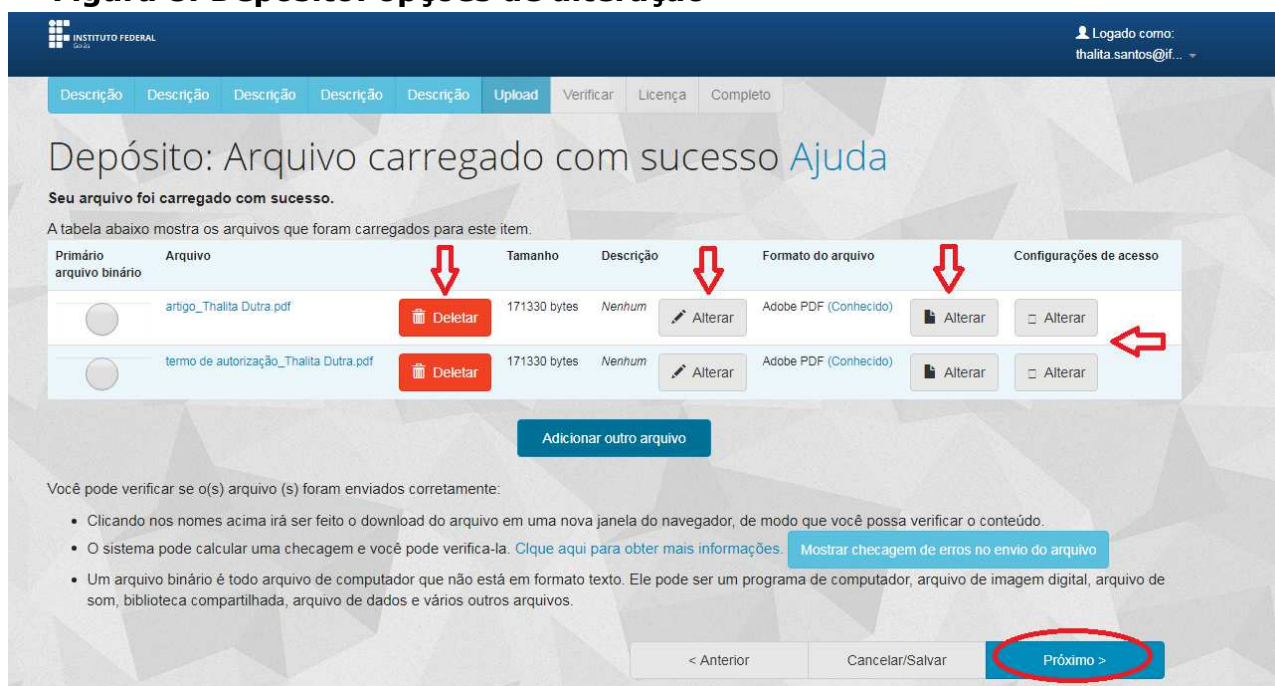 Figura 8: Depósito: opções de alteração
INSTITUTO FEDERAL
Goiás
Logado como:
thalita.santos@if...
Descrição Descrição Descrição Descrição Descrição Upload Verificar Licença Completo
Depósito: Arquivo carregado com sucesso Ajuda
Seu arquivo foi carregado com sucesso.
A tabela abaixo mostra os arquivos que foram carregados para este item.
Primário arquivo binário Arquivo Tamanho Descrição Formato do arquivo Configurações de acesso
artigo_Thalita Dutra.pdf Deletar 171330 bytes Nenhum Alterar Adobe PDF (Conhecido) Alterar Alterar
termo de autorização_Thalita Dutra.pdf Deletar 171330 bytes Nenhum Alterar Adobe PDF (Conhecido) Alterar Alterar
Adicionar outro arquivo
Você pode verificar se o(s) arquivo (s) foram enviados corretamente:
• Clicando nos nomes acima irá ser feito o download do arquivo em uma nova janela do navegador, de modo que você possa verificar o conteúdo.
• O sistema pode calcular uma checagem e você pode verifica-la. Clque aqui para obter mais informações. Mostrar checagem de erros no envio do arquivo
• Um arquivo binário é todo arquivo de computador que não está em formato texto. Ele pode ser um programa de computador, arquivo de imagem digital, arquivo de
som, biblioteca compartilhada, arquivo de dados e vários outros arquivos.
< Anterior Cancelar/Salvar Próximo >